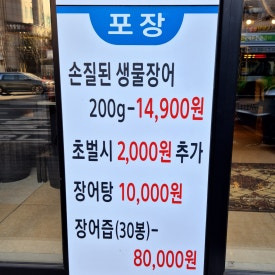 포장
손질된 생물장어
200g-14,900원
초벌시 2,000원 추가
장어탕 10,000원
장어즙(30봉)-
80,000원